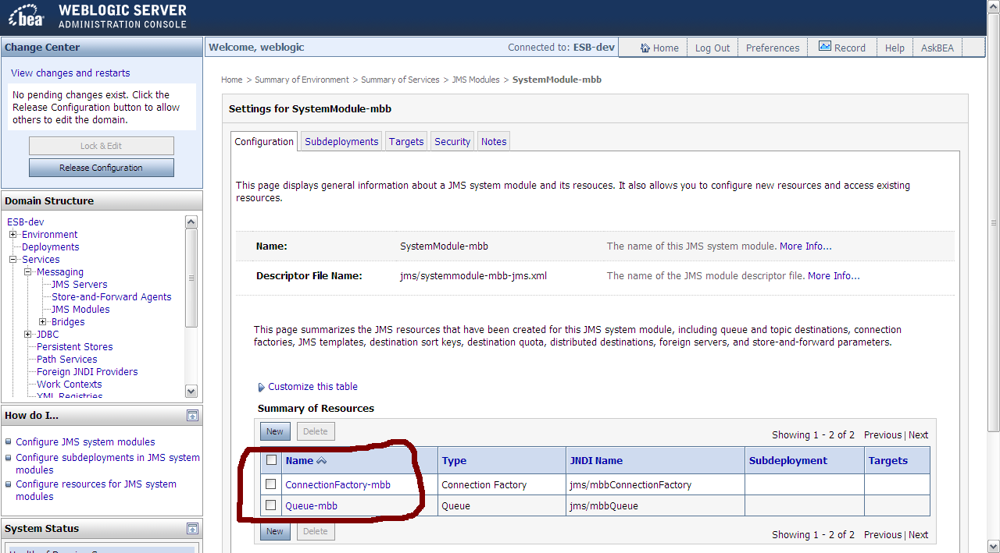 bea
WEBLOGIC SERVER
ADMINISTRATION CONSOLE
Change Center
View changes and restarts
No pending changes exist. Click the
Release Configuration button to allow
others to edit the domain.
Lock & Edit
Release Configuration
Domain Structure
ESB-dev
Environment
Deployments
Services
Messaging
JMS Servers
Store-and-Forward Agents
JMS Modules
Bridges
JDBC
Persistent Stores
Path Services
Foreign JNDI Providers
Work Contexts
XML Registries
How do I...
Configure JMS system modules
Configure subdeployments in JMS system
modules
Configure resources for JMS system
modules
System Status
Welcome, weblogic
Connected to: ESB-dev
Home
Log Out
Preferences
Record
Help
AskBEA
Home > Summary of Environment > Summary of Services > JMS Modules > SystemModule-mbb
Settings for SystemModule-mbb
Configuration
Subdeployments
Targets
Security
Notes
This page displays general information about a JMS system module and its resouces. It also allows you to configure new resources and access existing
resources.
Name: SystemModule-mbb The name of this JMS system module. More Info...
Descriptor File Name: jms/systemmodule-mbb-jms.xml The name of the JMS module descriptor file. More Info...
This page summarizes the JMS resources that have been created for this JMS system module, including queue and topic destinations, connection
factories, JMS templates, destination sort keys, destination quota, distributed destinations, foreign servers, and store-and-forward parameters.
Customize this table
Summary of Resources
New Delete Showing 1 - 2 of 2 Previous | Next
Name Type JNDI Name Subdeployment Targets
ConnectionFactory-mbb Connection Factory jms/mbbConnectionFactory
Queue-mbb Queue jms/mbbQueue
New Delete Showing 1 - 2 of 2 Previous | Next